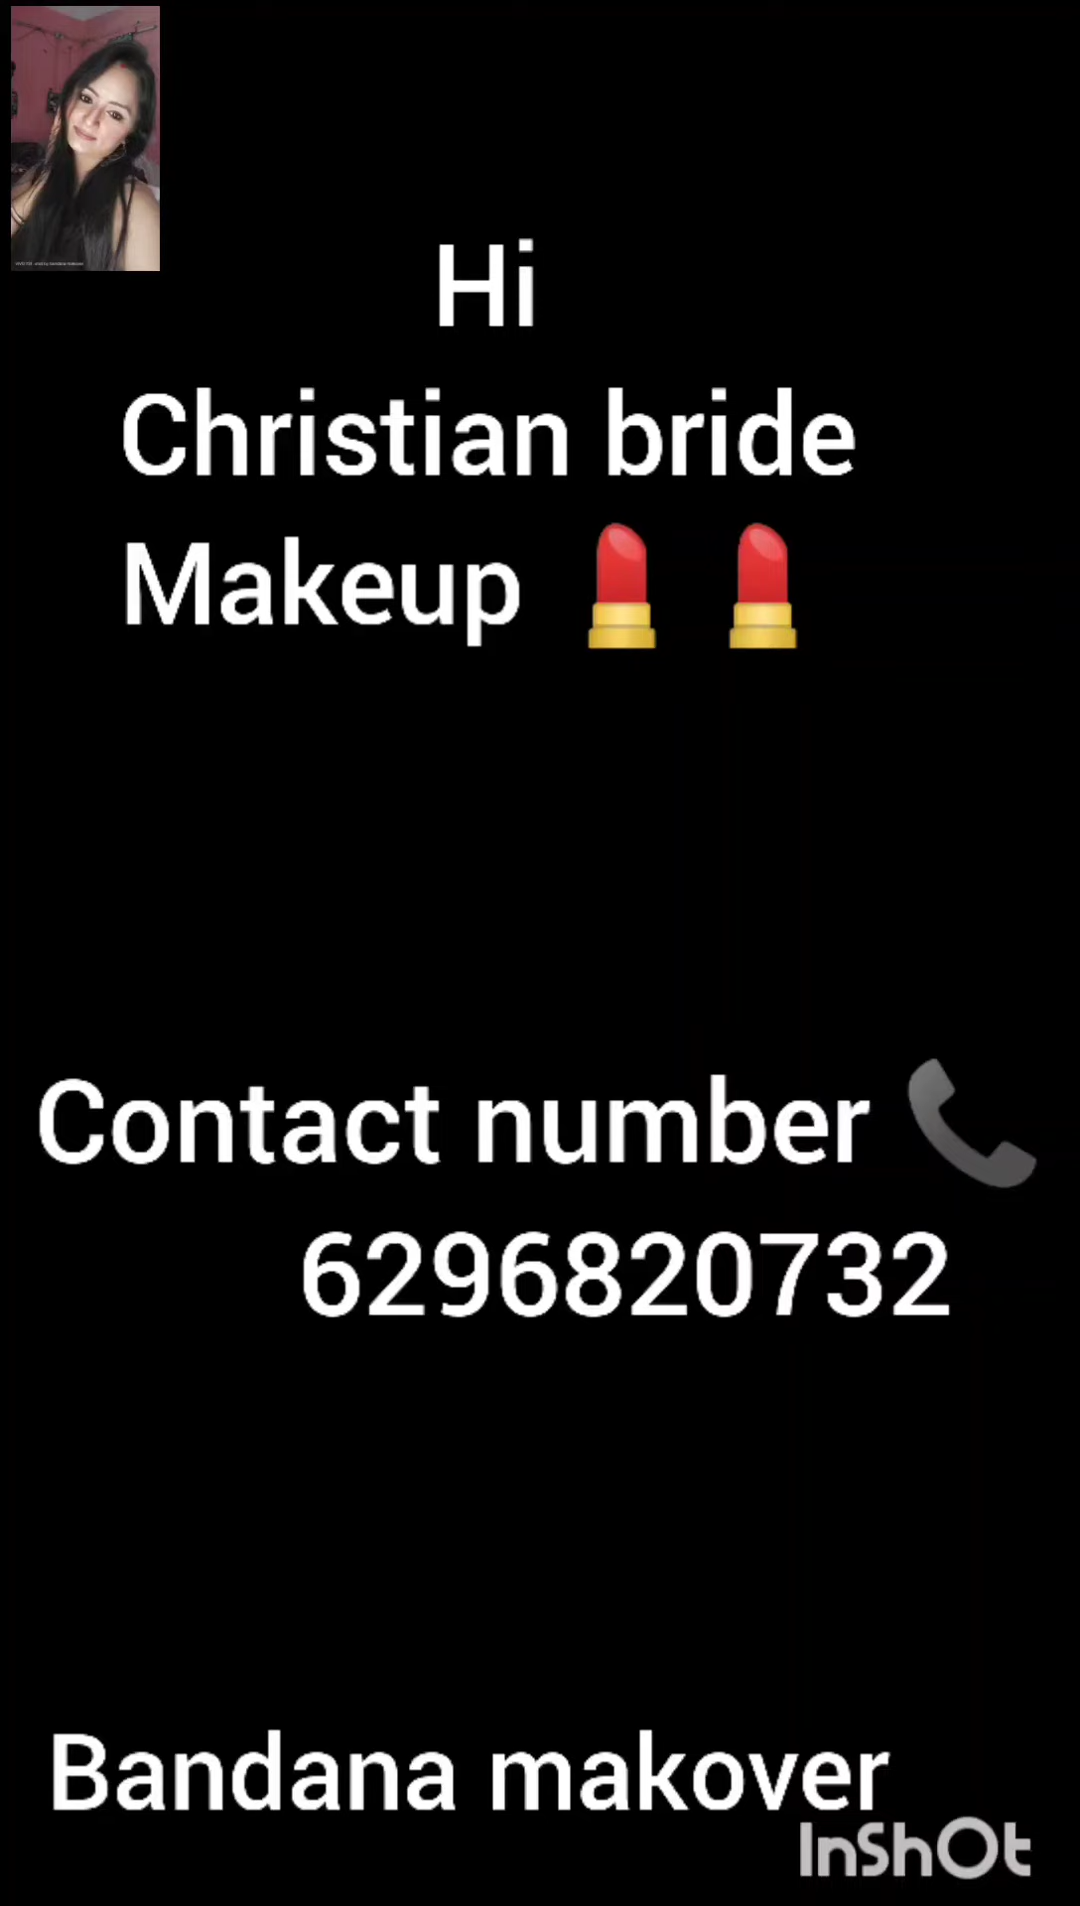 Hi
Christian bride
Makeup 💄 💄
Contact number 📞
6296820732
Bandana makover
InShOt